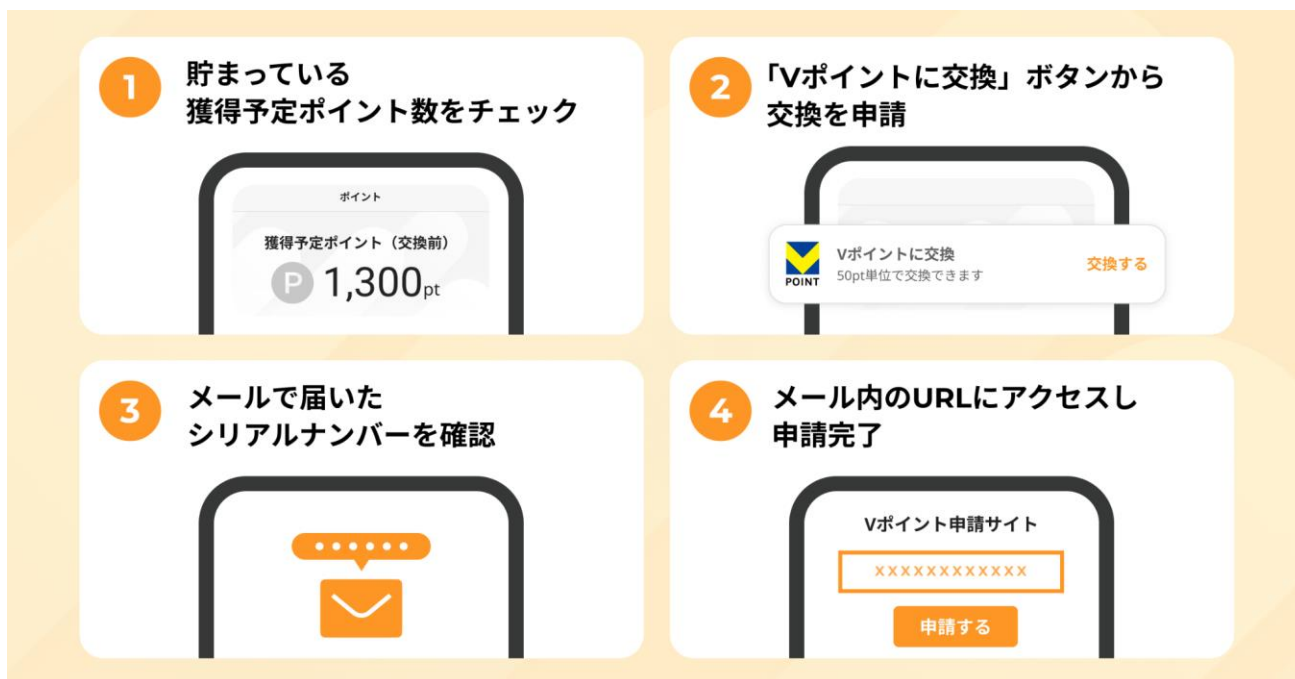 1
貯まっている
獲得予定ポイント数をチェック
ポイント
獲得予定ポイント（交換前）
P 1,300pt
2
「Vポイントに交換」ボタンから
交換を申請
POINT
Vポイントに交換
50pt単位で交換できます
交換する
3
メールで届いた
シリアルナンバーを確認
4
メール内のURLにアクセスし
申請完了
Vポイント申請サイト
xxxxxxxxxxxx
申請する